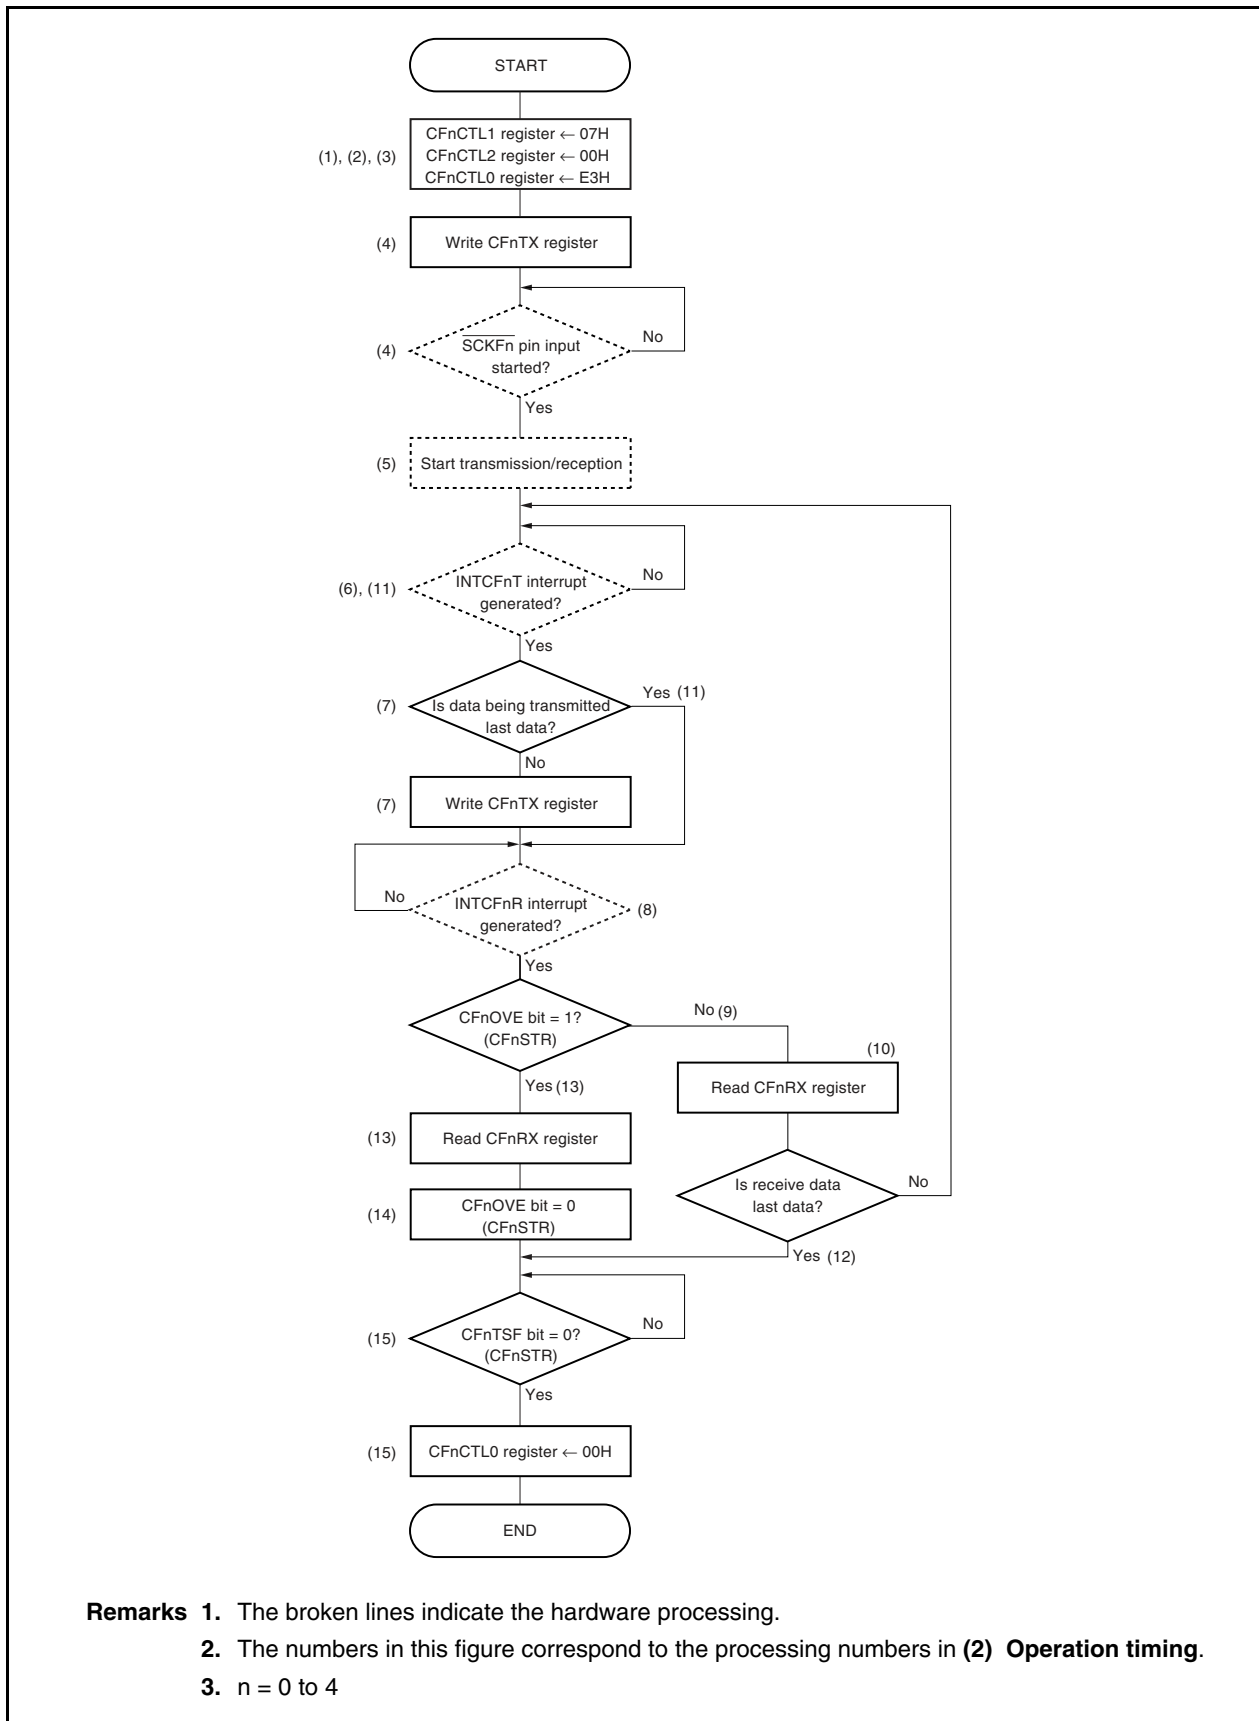 START
CFnCTL1 register ← 07H
(1), (2), (3)
CFnCTL2 register ← 00H
CFnCTL0 register ← E3H
(4)
Write CFnTX register
No
(4)
SCKFn pin input
started?
Yes
(5)
Start transmission/reception
No
(6), (11)
INTCFnT interrupt
generated?
Yes
Yes (11)
(7)
Is data being transmitted
last data?
No
(7)
Write CFnTX register
No
INTCFnR interrupt
generated?
(8)
Yes
CFnOVE bit = 1?
(CFnSTR)
No (9)
(10)
Yes (13)
Read CFnRX register
(13)
Read CFnRX register
Is receive data
last data?
No
(14)
CFnOVE bit = 0
(CFnSTR)
Yes (12)
No
(15)
CFnTSF bit = 0?
(CFnSTR)
Yes
(15)
CFnCTL0 register ← 00H
END
Remarks 1. The broken lines indicate the hardware processing.
2. The numbers in this figure correspond to the processing numbers in (2) Operation timing.
3. n = 0 to 4